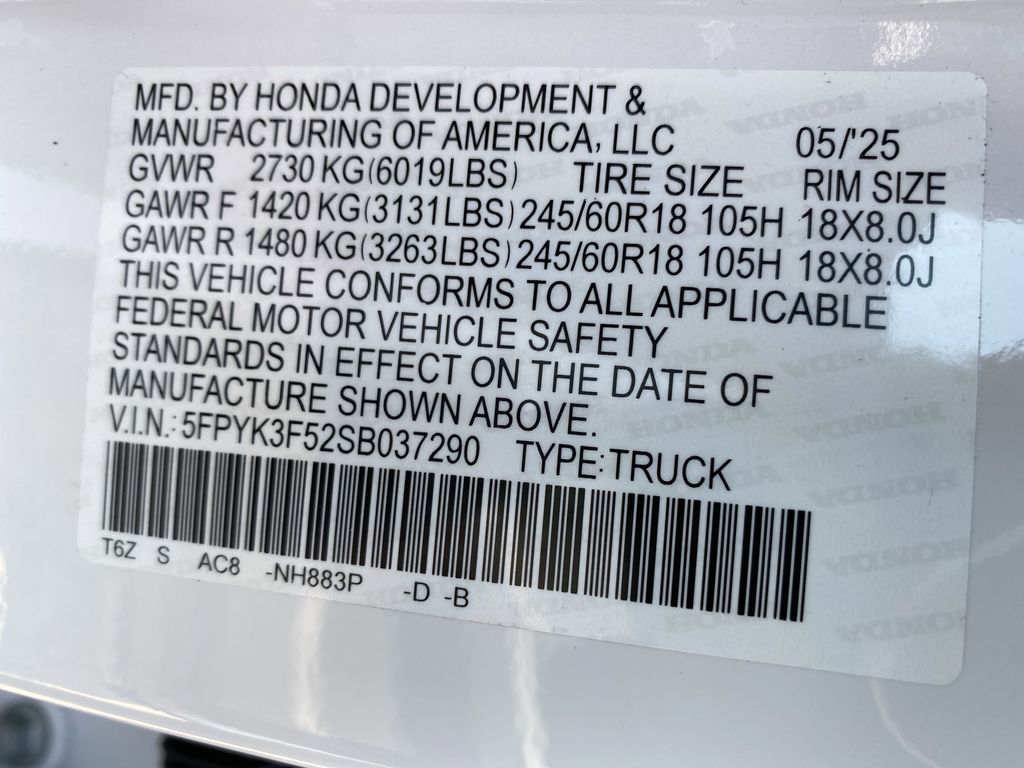 MFD. BY HONDA DEVELOPMENT &
MANUFACTURING OF AMERICA, LLC 05/'25
GVWR 2730 KG(6019LBS) TIRE SIZE RIM SIZE
GAWR F 1420 KG(3131LBS) 245/60R18 105H 18X8.0J
GAWR R 1480 KG(3263LBS) 245/60R18 105H 18X8.0J
THIS VEHICLE CONFORMS TO ALL APPLICABLE
FEDERAL MOTOR VEHICLE SAFETY
STANDARDS IN EFFECT ON THE DATE OF
MANUFACTURE SHOWN ABOVE.
V.I.N.: 5FPYK3F52SB037290 TYPE: TRUCK
T6Z S AC8 -NH883P -D -B